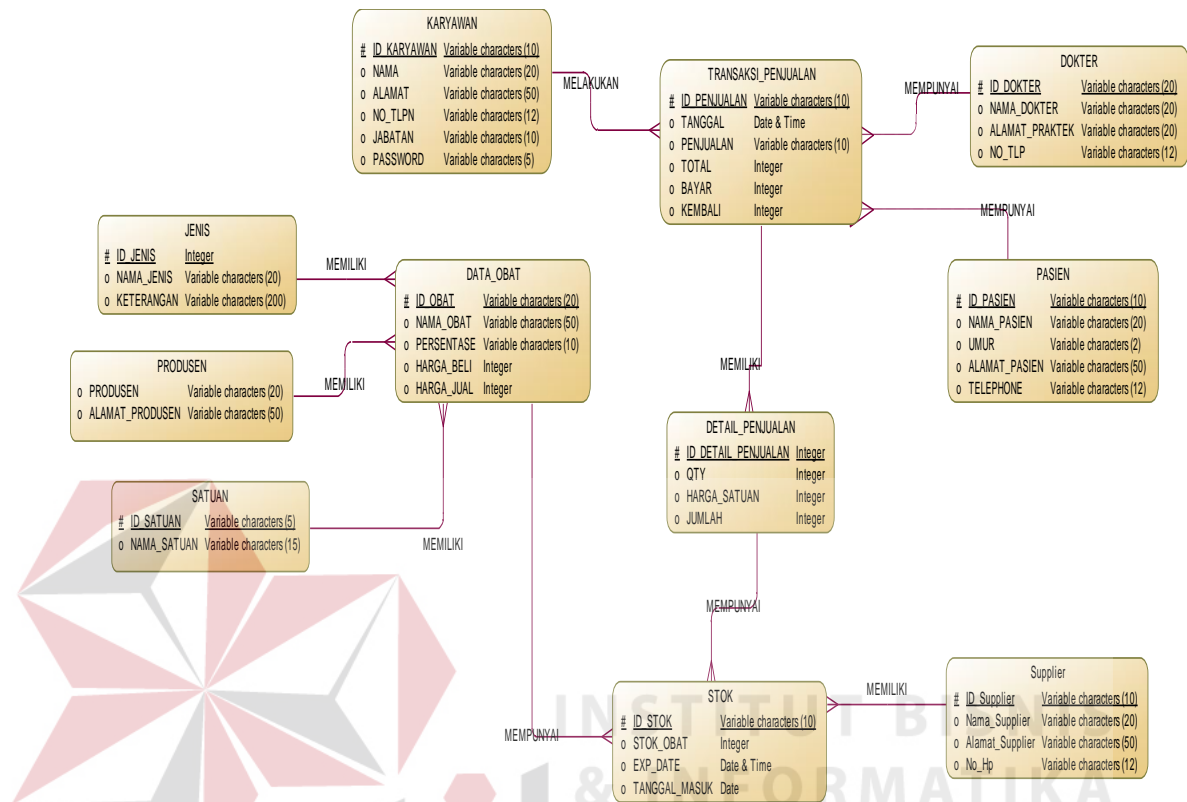 KARYAWAN
# ID_KARYAWAN Variable characters (10)
o NAMA Variable characters (20)
o ALAMAT Variable characters (50)
o NO_TLPN Variable characters (12)
o JABATAN Variable characters (10)
o PASSWORD Variable characters (5)
MELAKUKAN
TRANSAKSI_PENJUALAN
# ID_PENJUALAN Variable characters (10)
o TANGGAL Date & Time
o PENJUALAN Variable characters (10)
o TOTAL Integer
o BAYAR Integer
o KEMBALI Integer
MEMPUNYAI
DOKTER
# ID_DOKTER Variable characters (20)
o NAMA_DOKTER Variable characters (20)
o ALAMAT_PRAKTEK Variable characters (20)
o NO_TLP Variable characters (12)
MEMPUNYAI
JENIS
# ID_JENIS Integer
o NAMA_JENIS Variable characters (20)
o KETERANGAN Variable characters (200)
MEMILIKI
DATA_OBAT
# ID_OBAT Variable characters (20)
o NAMA_OBAT Variable characters (50)
o PERSENTASE Variable characters (10)
o HARGA_BELI Integer
o HARGA_JUAL Integer
PASIEN
# ID_PASIEN Variable characters (10)
o NAMA_PASIEN Variable characters (20)
o UMUR Variable characters (2)
o ALAMAT_PASIEN Variable characters (50)
o TELEPHONE Variable characters (12)
PRODUSEN
o PRODUSEN Variable characters (20)
o ALAMAT_PRODUSEN Variable characters (50)
MEMILIKI
MEMILIKI
DETAIL_PENJUALAN
# ID_DETAIL_PENJUALAN Integer
o QTY Integer
o HARGA_SATUAN Integer
o JUMLAH Integer
SATUAN
# ID_SATUAN Variable characters (5)
o NAMA_SATUAN Variable characters (15)
MEMILIKI
MEMPUNYAI
STOK
# ID_STOK Variable characters (10)
o STOK_OBAT Integer
o EXP_DATE Date & Time
o TANGGAL_MASUK Date
MEMPUNYAI
MEMILIKI
Supplier
# ID_Supplier Variable characters (10)
o Nama_Supplier Variable characters (20)
o Alamat_Supplier Variable characters (50)
o No_Hp Variable characters (12)
INSTITUT BISNIS
& INFORMATIKA